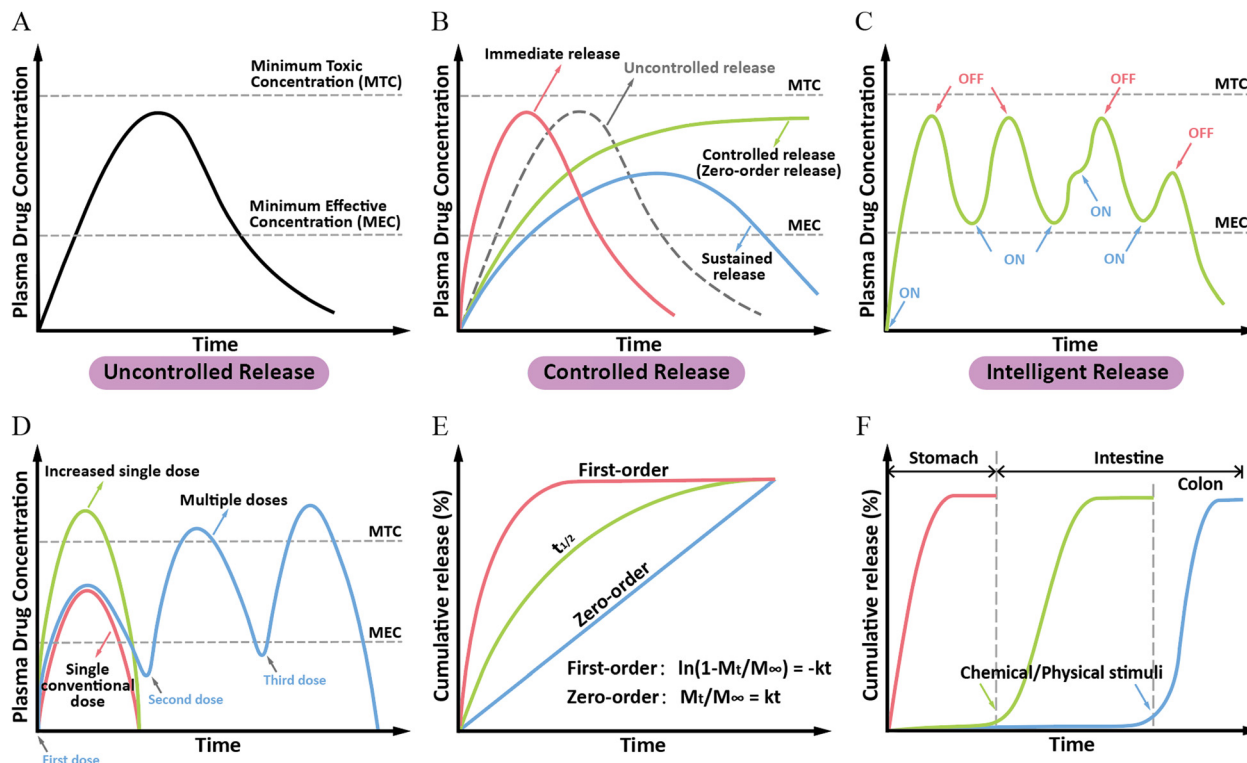 A
Minimum Toxic
Concentration (MTC)
Minimum Effective
Concentration (MEC)
Plasma Drug Concentration
Time
Uncontrolled Release
B
Immediate release
Uncontrolled release
MTC
Controlled release
(Zero-order release)
MEC
Sustained
release
Plasma Drug Concentration
Time
Controlled Release
C
OFF
OFF
OFF
MTC
OFF
ON
MEC
ON
ON
ON
Plasma Drug Concentration
Time
Intelligent Release
D
Increased single dose
Multiple doses
MTC
MEC
Single
conventional
dose
Second dose
Third dose
First dose
Plasma Drug Concentration
Time
E
First-order
t1/2
Zero-order
First-order: ln(1-Mt/M∞) = -kt
Zero-order: Mt/M∞ = kt
Cumulative release (%)
Time
F
Stomach
Intestine
Colon
Chemical/Physical stimuli
Cumulative release (%)
Time